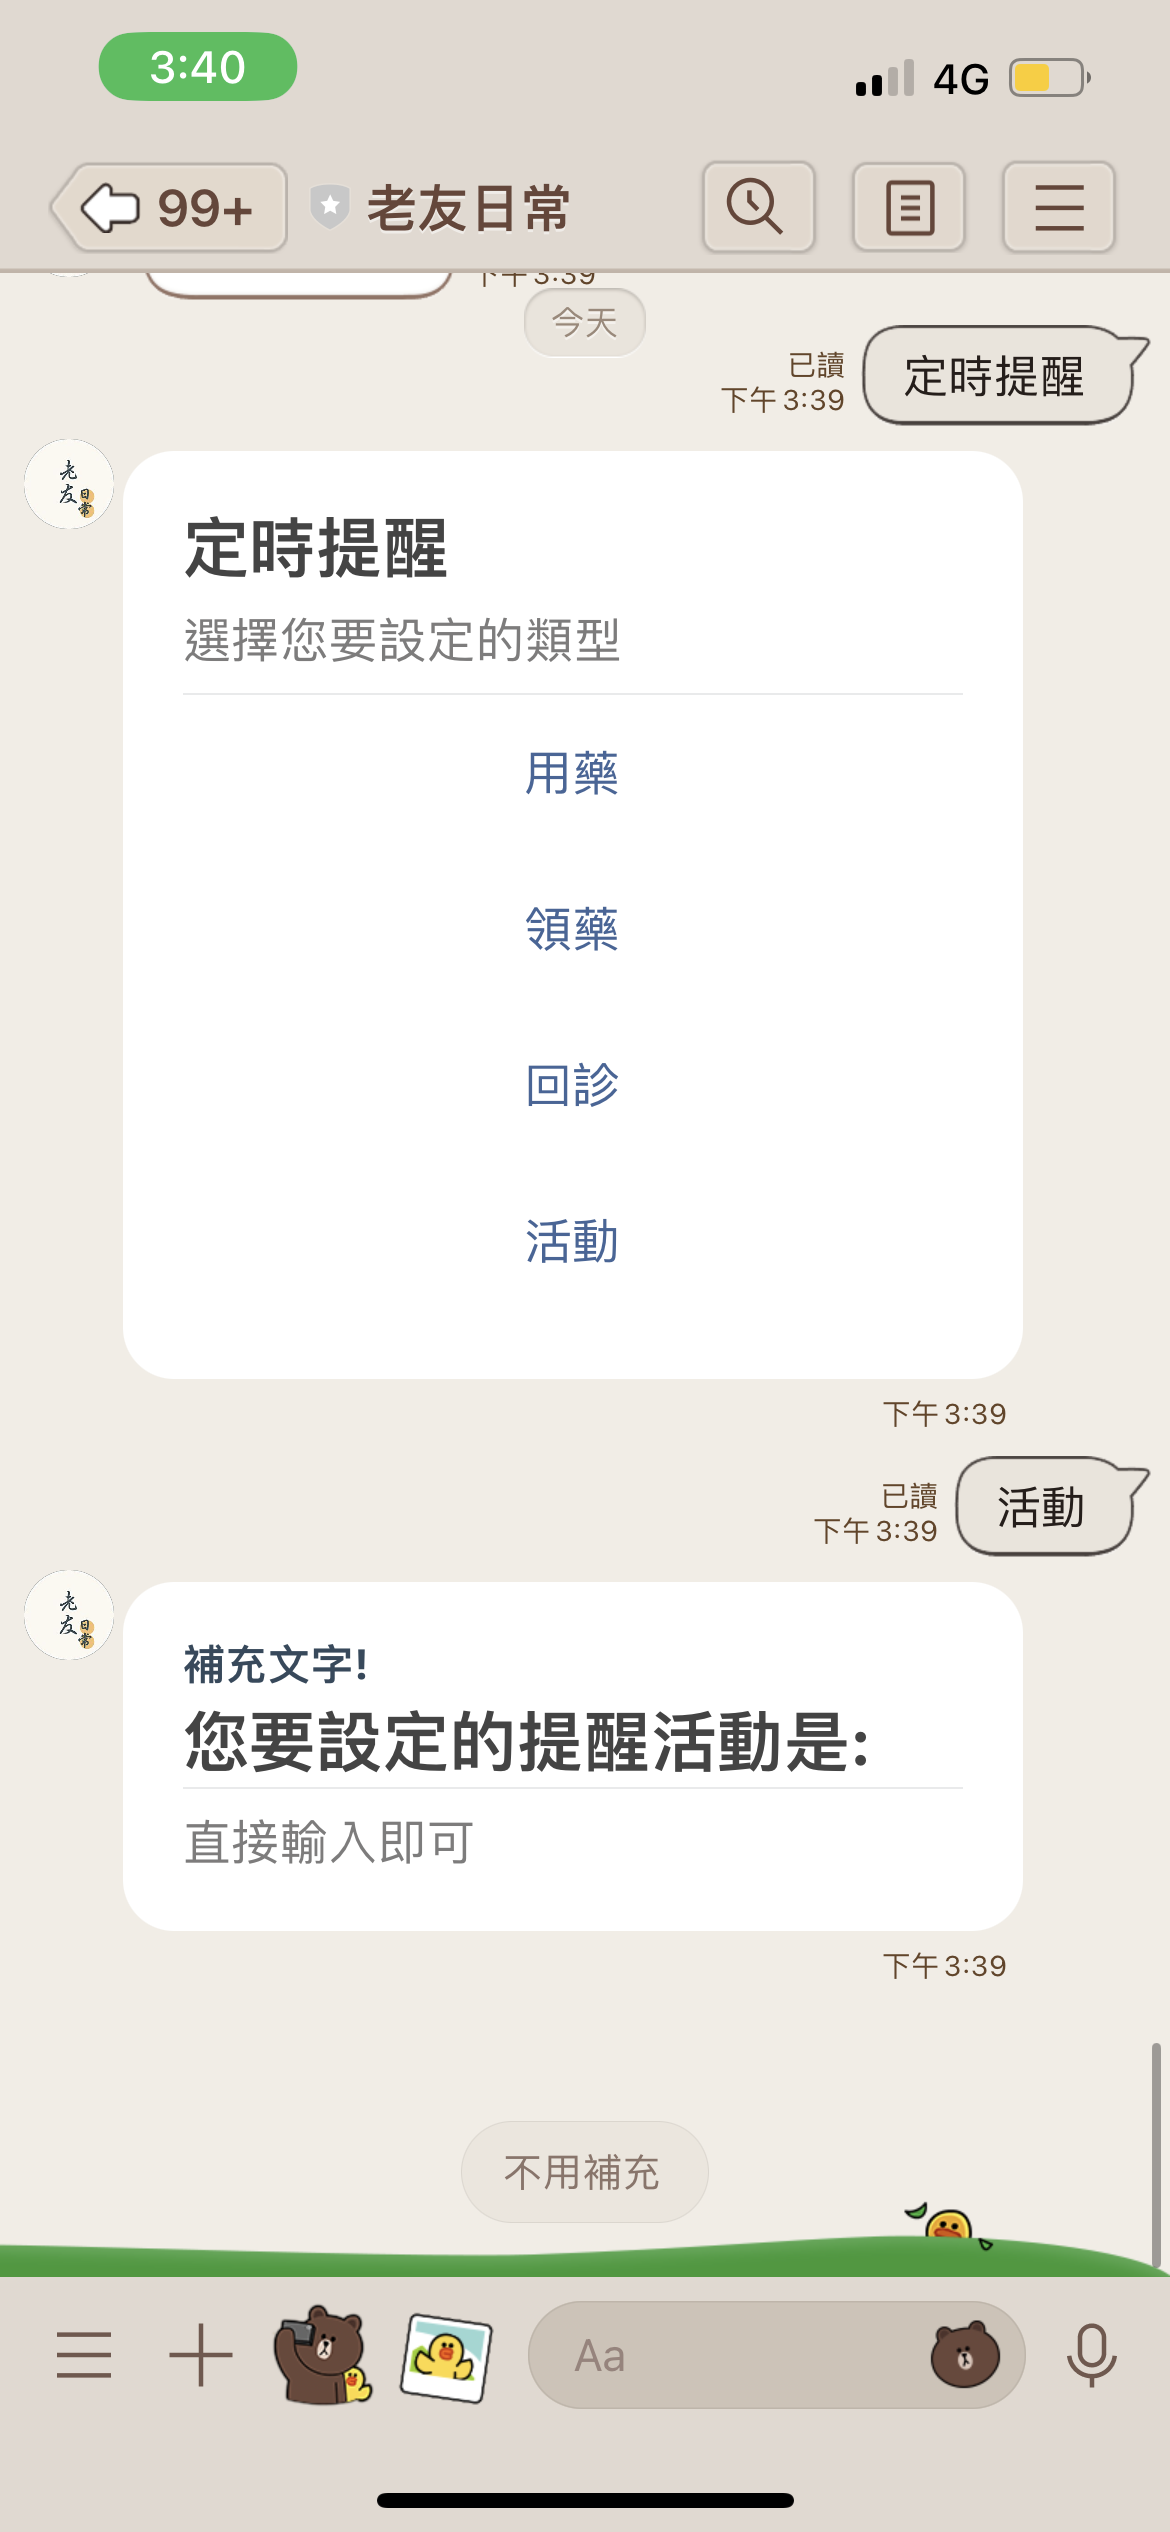 3:40
4G
99+
老友日常
下午 3:39
今天
已讀
下午 3:39
定時提醒
老友日常
定時提醒
選擇您要設定的類型
用藥
領藥
回診
活動
下午 3:39
已讀
下午 3:39
活動
老友日常
補充文字!
您要設定的提醒活動是:
直接輸入即可
下午 3:39
不用補充
Aa